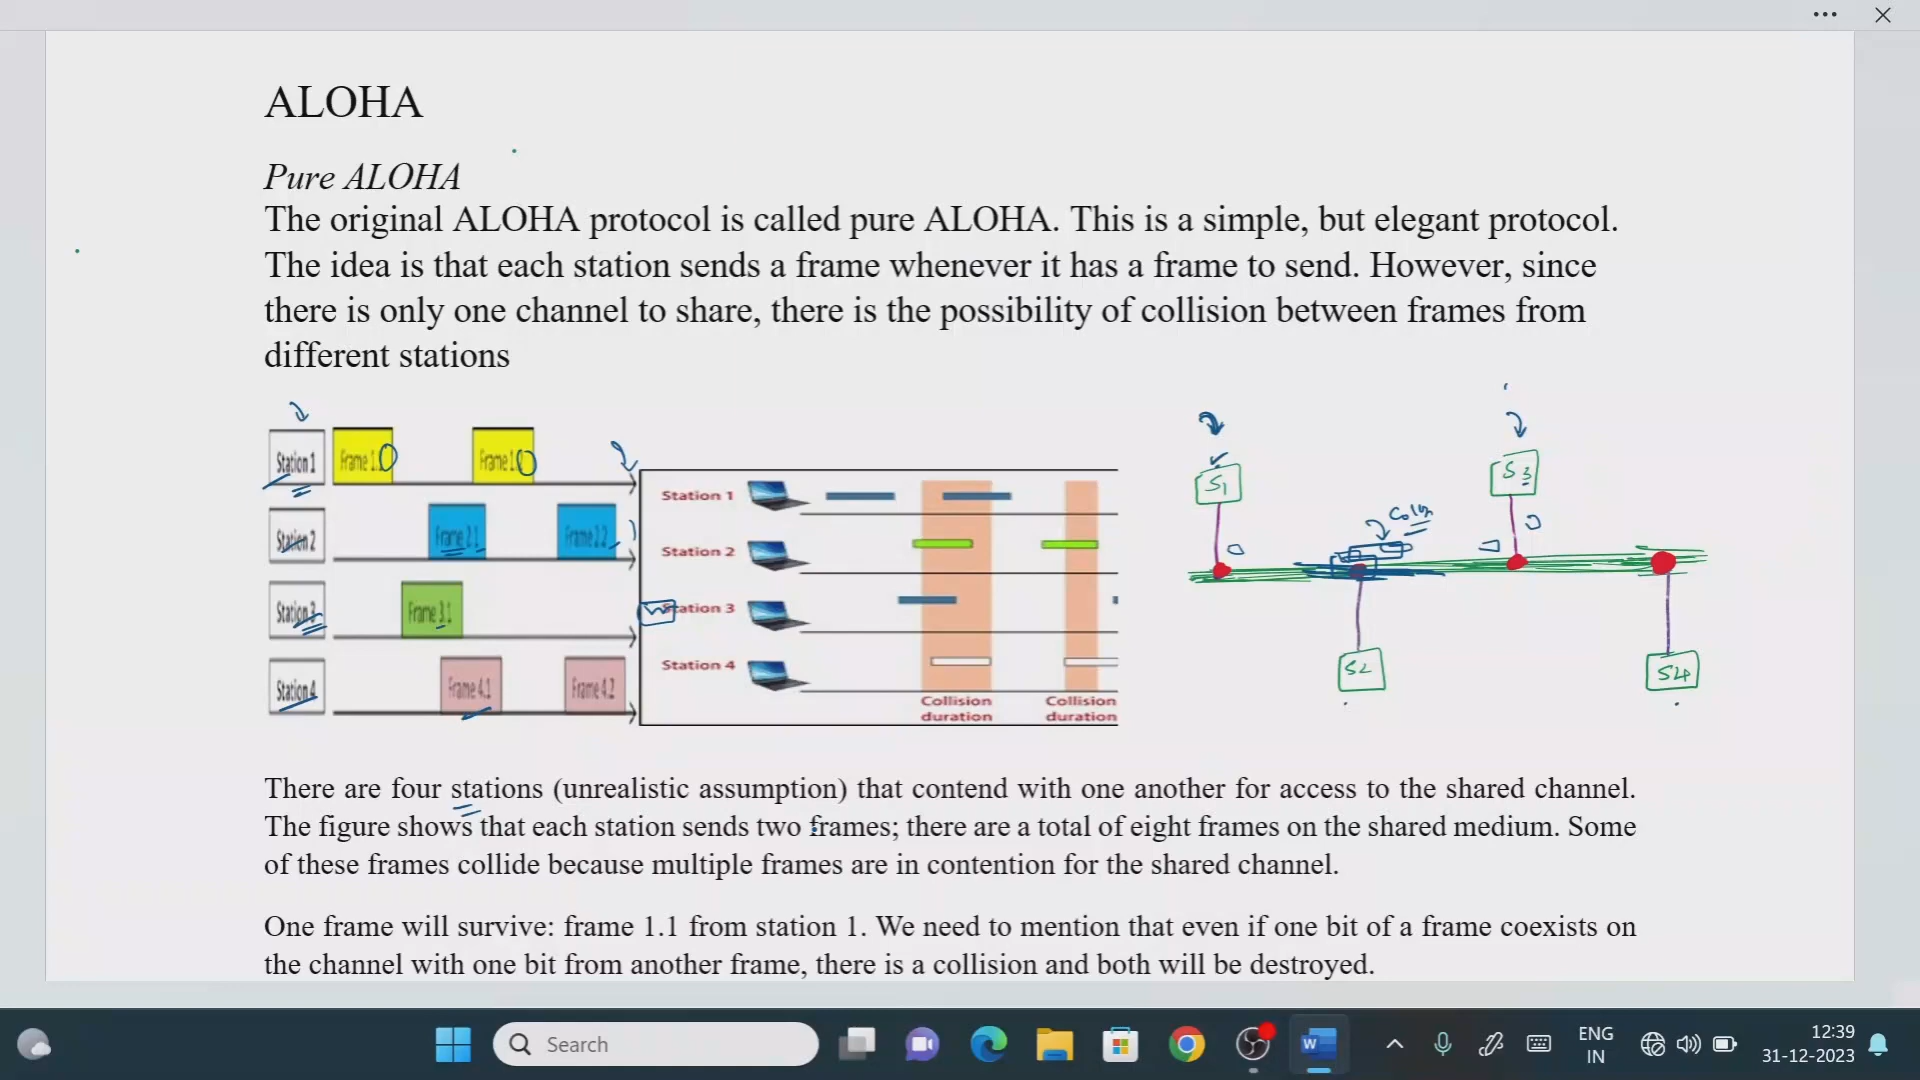 ALOHA
Pure ALOHA
The original ALOHA protocol is called pure ALOHA. This is a simple, but elegant protocol.
The idea is that each station sends a frame whenever it has a frame to send. However, since
there is only one channel to share, there is the possibility of collision between frames from
different stations
Station 1
Frame 1.1
Frame 1.2
Station 2
Frame 2.1
Frame 2.2
Station 3
Frame 3.1
Station 4
Frame 4.1
Frame 4.2
Station 1
Station 2
Station 3
Station 4
Collision
duration
Collision
duration
S1
S3
S2
S4
There are four stations (unrealistic assumption) that contend with one another for access to the shared channel.
The figure shows that each station sends two frames; there are a total of eight frames on the shared medium. Some
of these frames collide because multiple frames are in contention for the shared channel.
One frame will survive: frame 1.1 from station 1. We need to mention that even if one bit of a frame coexists on
the channel with one bit from another frame, there is a collision and both will be destroyed.
Search
ENG
IN
12:39
31-12-2023